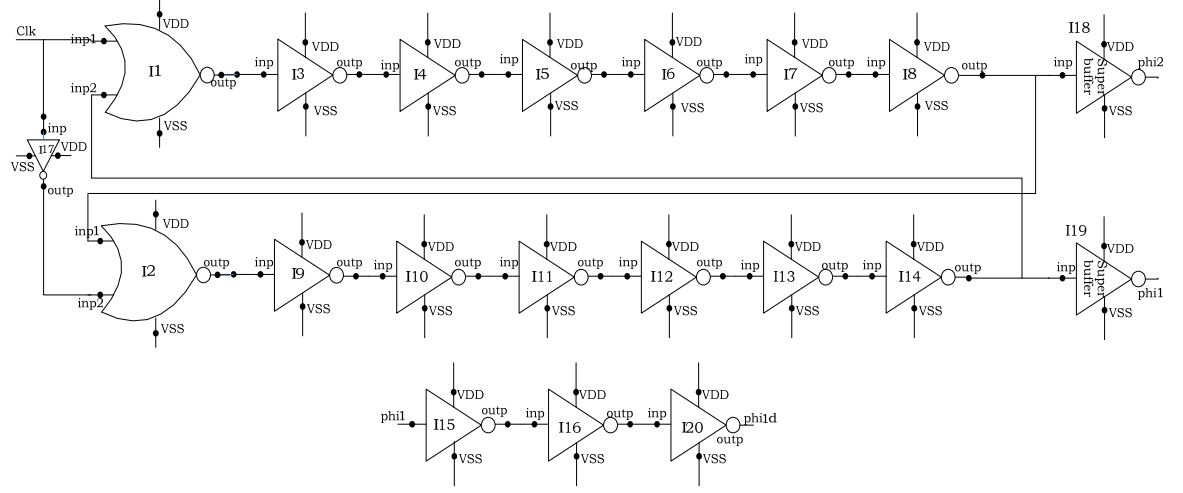 Clk
inp1
inp2
I1
VDD
VSS
outp
inp
I3
VDD
VSS
outp
inp
I4
VDD
VSS
outp
inp
I5
VDD
VSS
outp
inp
I6
VDD
VSS
outp
inp
I7
VDD
VSS
outp
inp
I8
VDD
VSS
outp
inp
I18
VDD
Super
buffer
VSS
phi2
inp
I17
VDD
VSS
outp
inp1
inp2
I2
VDD
VSS
outp
inp
I9
VDD
VSS
outp
inp
I10
VDD
VSS
outp
inp
I11
VDD
VSS
outp
inp
I12
VDD
VSS
outp
inp
I13
VDD
VSS
outp
inp
I14
VDD
VSS
outp
inp
I19
VDD
Super
buffer
VSS
phi1
phi1
I15
VDD
VSS
outp
inp
I16
VDD
VSS
outp
inp
I20
VDD
VSS
outp
phi1d